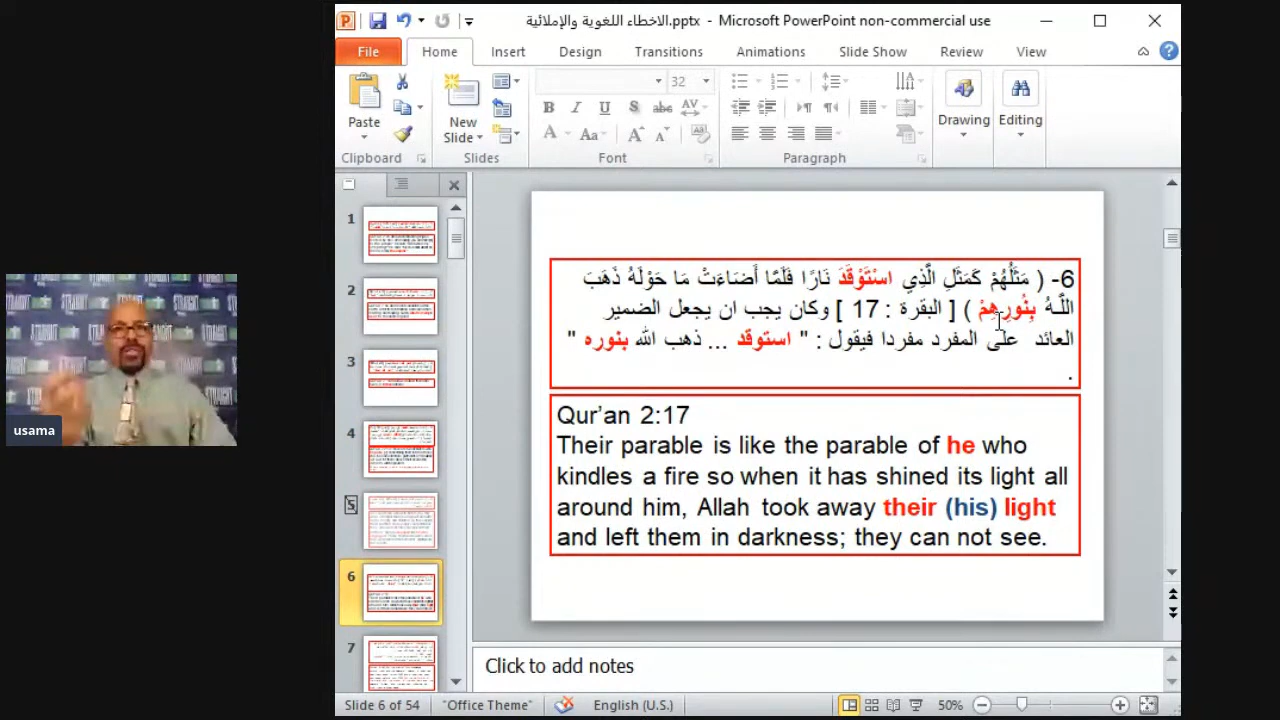 الاخطاء اللغوية والإملائية.pptx - Microsoft PowerPoint non-commercial use
File Home Insert Design Transitions Animations Slide Show Review View
32
Paste
New
Slide
Drawing
Editing
B I U S abc AV
A Aa A A
Clipboard Slides Font Paragraph
1
2
3
4
5
6
7
6- ( مَثَلُهُمْ كَمَثَلِ الَّذِي اسْتَوْقَدَ نَارًا فَلَمَّا أَضَاءَتْ مَا حَوْلَهُ ذَهَبَ
اللَّـهُ بِنُورِهِمْ ) [ البقرة : 17 ] وكان يجب ان يجعل الضمير
العائد على المفرد مفردا فيقول : " استوقد ... ذهب الله بنوره "
.
Qur’an 2:17
Their parable is like the parable of he who
kindles a fire so when it has shined its light all
around him, Allah took away their (his) light
and left them in darkness; they can not see.
usama
STRAIGHT
Click to add notes
Slide 6 of 54 "Office Theme" English (U.S.) 50%